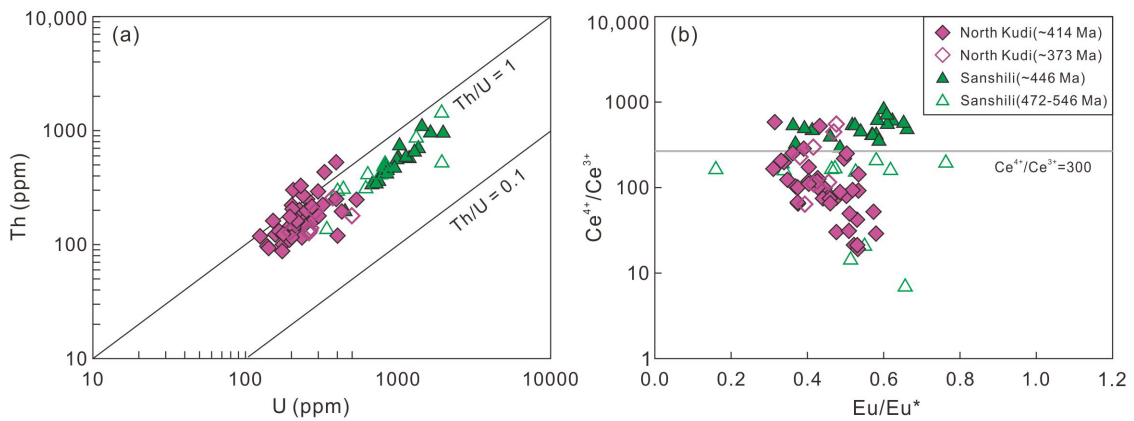 10,000
(a)
Th/U = 1
1000
Th (ppm)
Th/U = 0.1
100
10
10
100
1000
10000
U (ppm)
10,000
(b)
North Kudi(~414 Ma)
North Kudi(~373 Ma)
Sanshili(~446 Ma)
Sanshili(472-546 Ma)
1000
Ce⁴⁺/Ce³⁺=300
Ce⁴⁺/Ce³⁺
100
10
1
0.0
0.2
0.4
0.6
0.8
1.0
1.2
Eu/Eu*